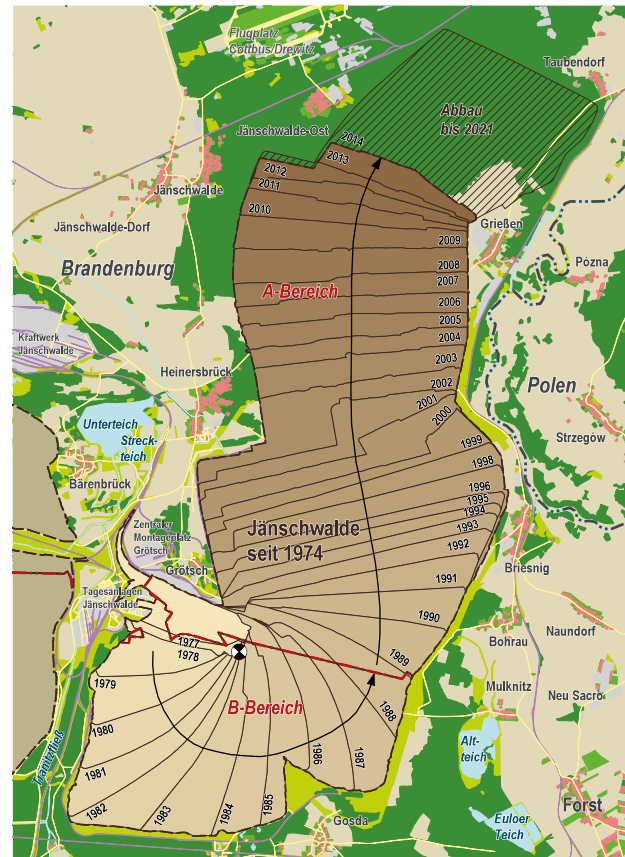 Flugplatz
Cottbus/Drewitz
Taubendorf
Abbau
bis 2021
Jänschwalde-Ost
2014
2013
2012
2011
2010
Jänschwalde
Jänschwalde-Dorf
Grießen
2009
Brandenburg
2008
Pózna
2007
A-Bereich
2006
2005
Kraftwerk
Jänschwalde
2004
2003
Heinersbrück
2002
Polen
2001
2000
Unterteich
Streck-
teich
Strzegów
1999
1998
Bärenbrück
1996
1995
1994
Zentraler
Montageplatz
Grötsch
Jänschwalde
seit 1974
1993
1992
Grötsch
Briesnig
1991
Tagesanlagen
Jänschwalde
1990
Naundorf
1977
1978
Bohrau
1989
1979
Mulknitz
Neu Sacro
B-Bereich
1988
1980
Tranitzfließ
Alt-
teich
1986
1987
1981
1982
1983
1984
1985
Gosda
Euloer
Teich
Forst